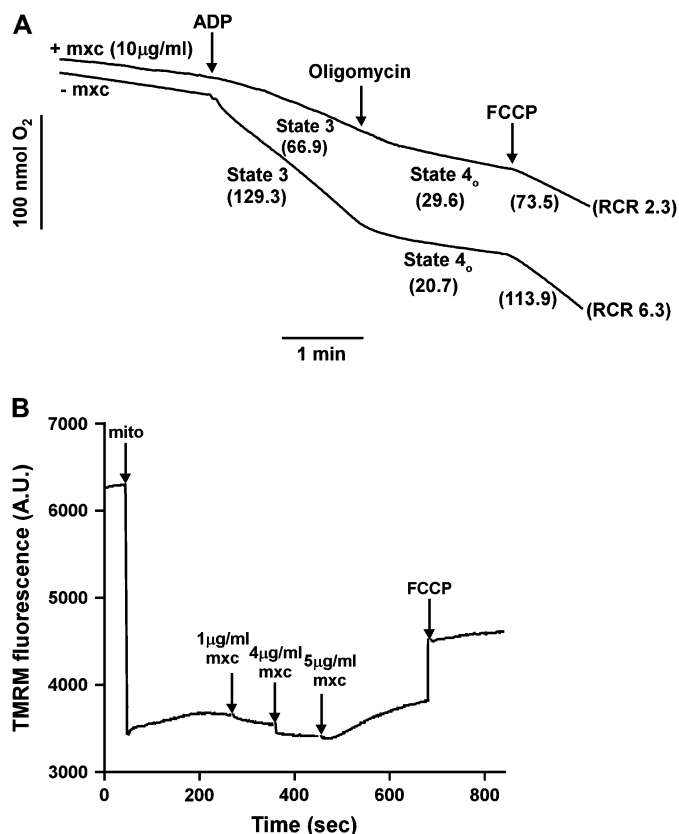 A
ADP
+ mxc (10μg/ml)
- mxc
Oligomycin
FCCP
100 nmol O₂
State 3
(66.9)
State 3
(129.3)
State 4ₒ
(29.6)
(73.5)
(RCR 2.3)
State 4ₒ
(20.7)
(113.9)
(RCR 6.3)
1 min
B
TMRM fluorescence (A.U.)
7000
6000
5000
4000
3000
mito
1μg/ml
mxc
4μg/ml
mxc
5μg/ml
mxc
FCCP
0
200
400
600
800
Time (sec)